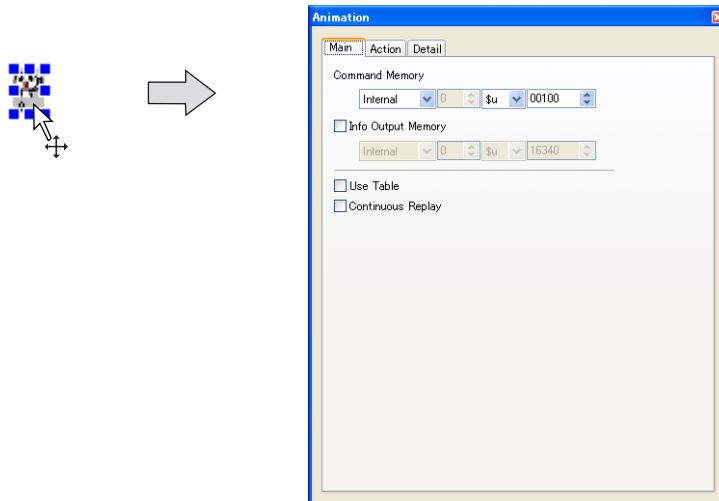 Animation
Main Action Detail
Command Memory
Internal 0 $u 00100
Info Output Memory
Internal 0 $u 16340
Use Table
Continuous Replay